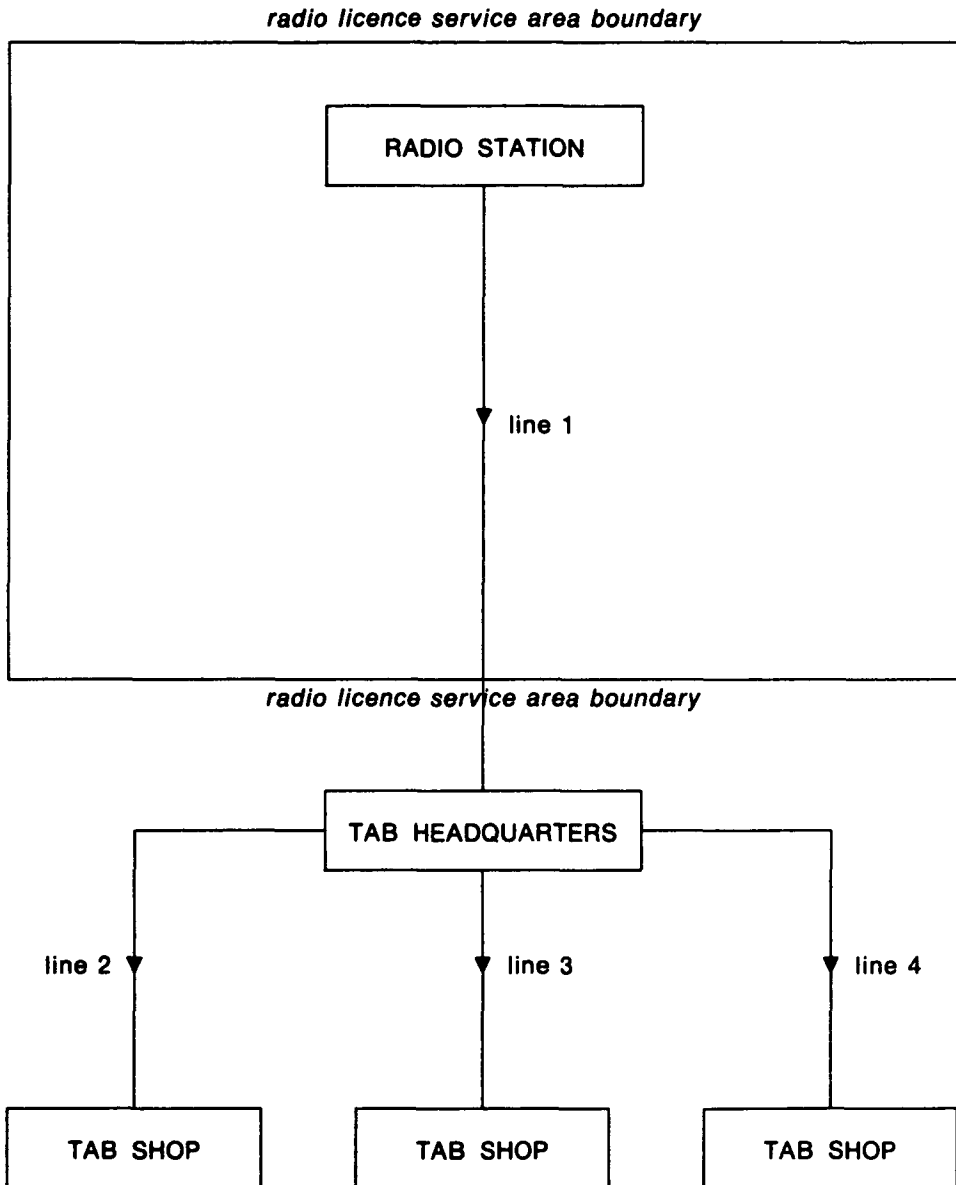 radio licence service area boundary
RADIO STATION
line 1
radio licence service area boundary
TAB HEADQUARTERS
line 2
line 3
line 4
TAB SHOP
TAB SHOP
TAB SHOP